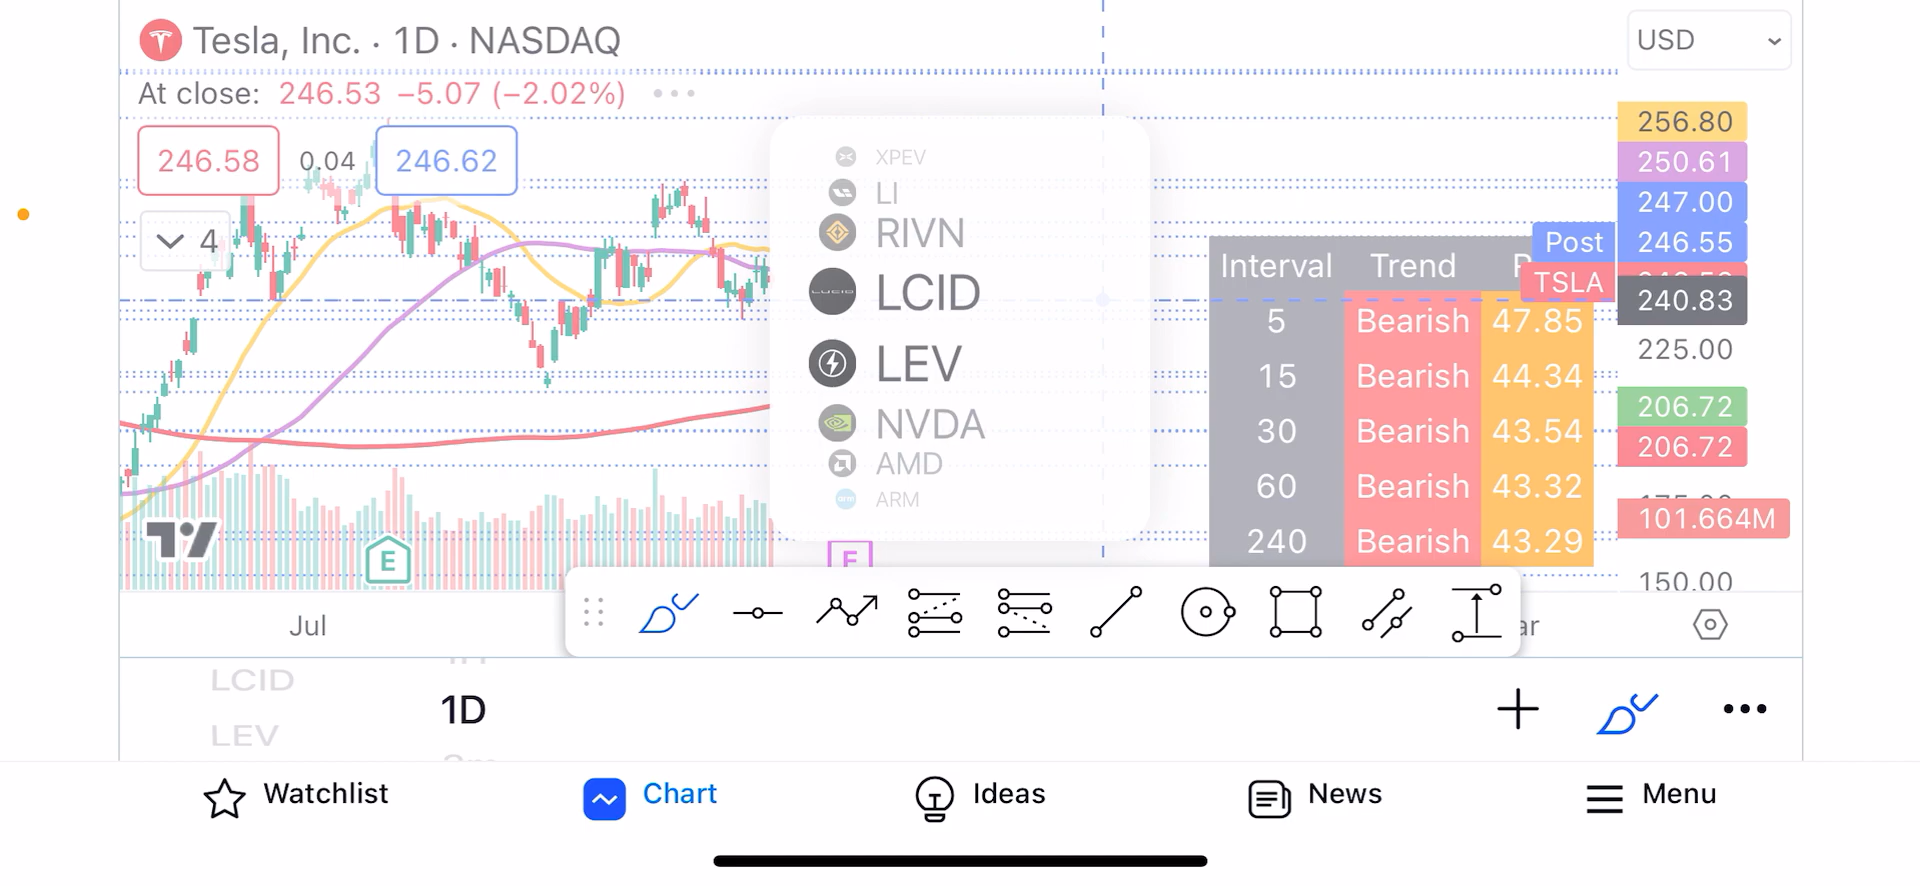 Tesla, Inc. · 1D · NASDAQ
USD
At close: 246.53 −5.07 (−2.02%)
246.58 0.04 246.62
4
XPEV
LI
RIVN
LUCID LCID
LEV
NVDA
AMD
arm ARM
256.80
250.61
247.00
Post 246.55
TSLA
240.83
225.00
206.72
206.72
101.664M
150.00
Interval Trend
5 Bearish 47.85
15 Bearish 44.34
30 Bearish 43.54
60 Bearish 43.32
240 Bearish 43.29
E
E
Jul
LCID
1D
LEV
Watchlist
Chart
Ideas
News
Menu